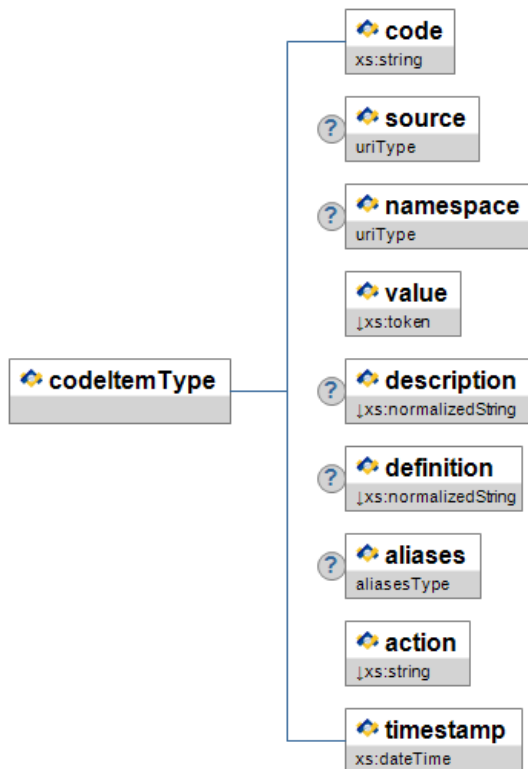 code
xs:string
?
source
uriType
?
namespace
uriType
value
↓xs:token
codeItemType
?
description
↓xs:normalizedString
?
definition
↓xs:normalizedString
?
aliases
aliasesType
action
↓xs:string
timestamp
xs:dateTime